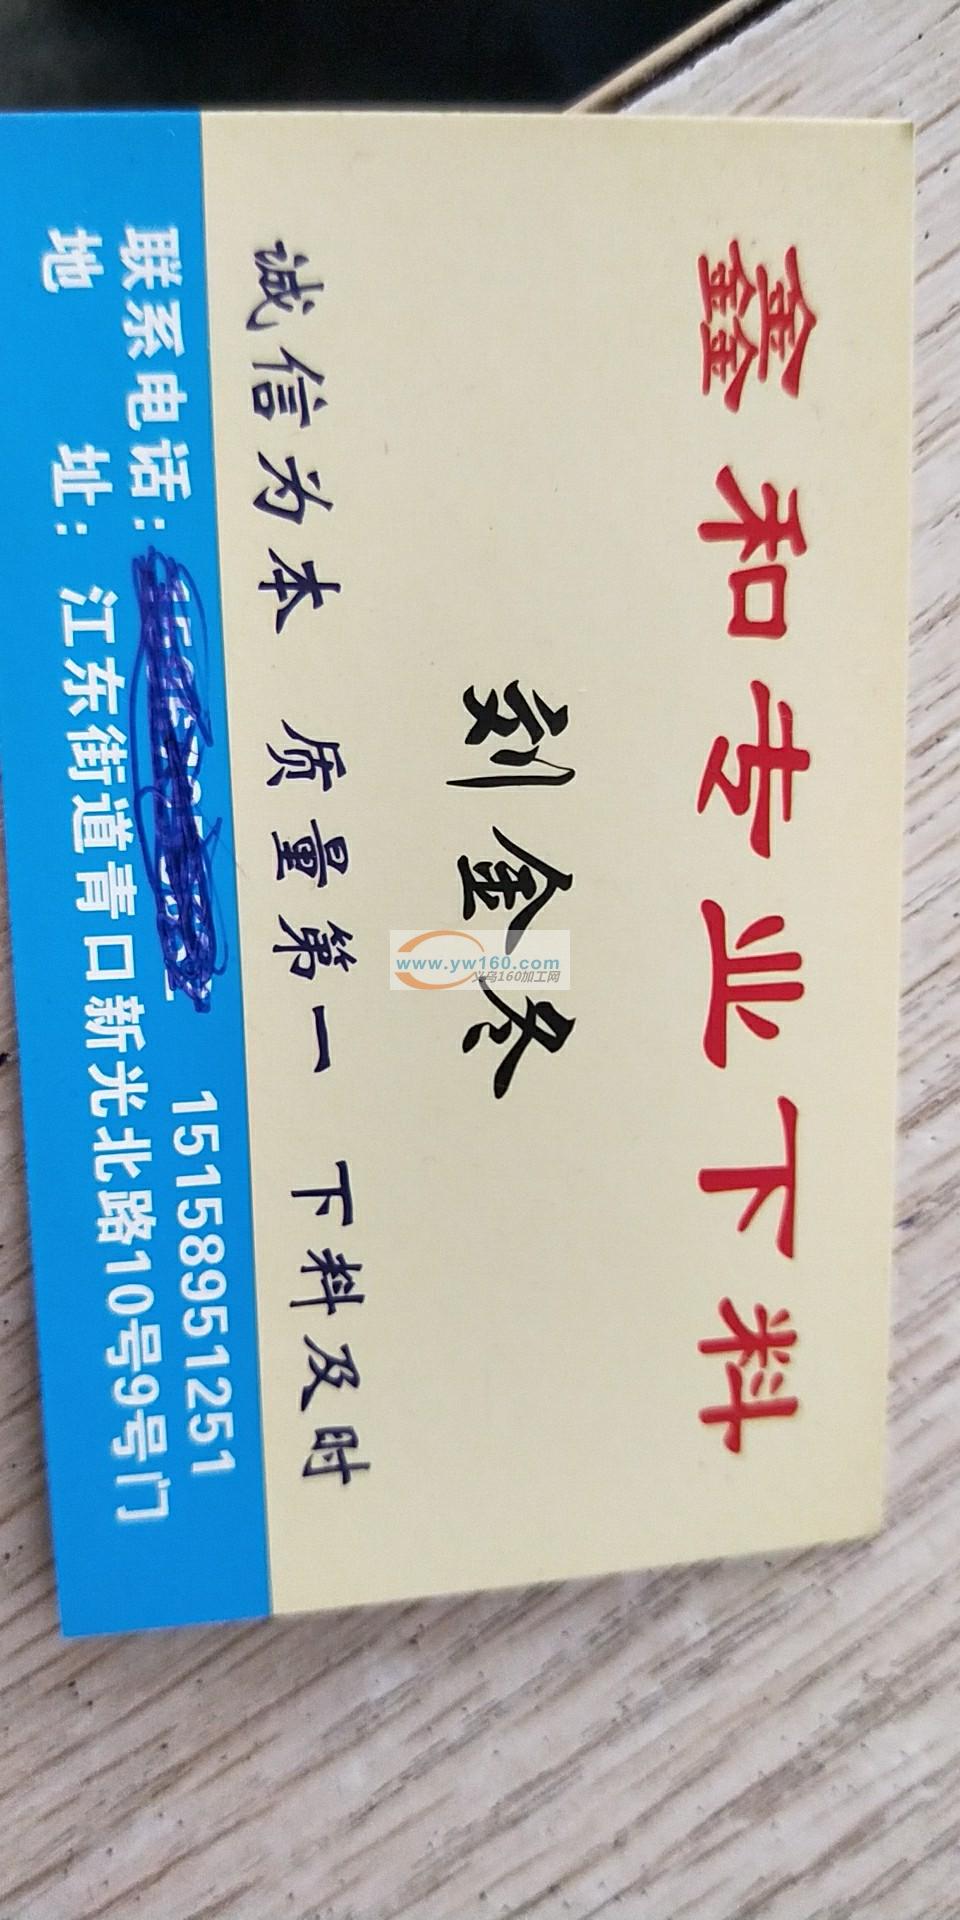 鑫和专业下料
刘金冬
诚信为本 质量第一 下料及时
联系电话： 15158951251
地 址： 江东街道青口新光北路10号9号门
www.yw160.com
义乌160加工网